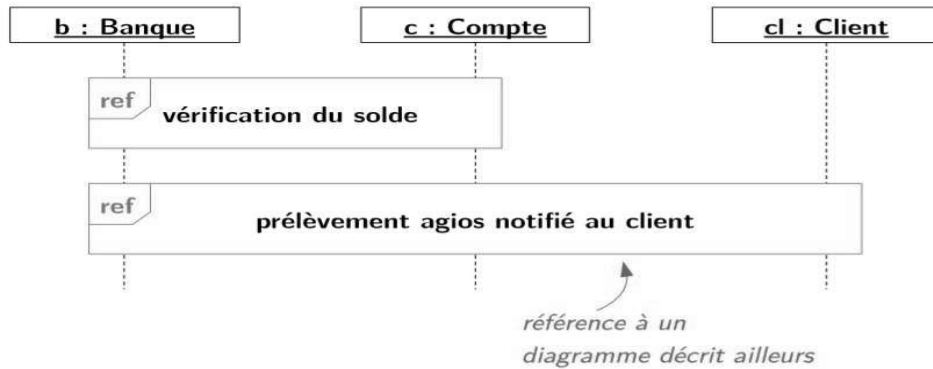 b : Banque
c : Compte
cl : Client
ref
vérification du solde
ref
prélèvement agios notifié au client
référence à un
diagramme décrit ailleurs